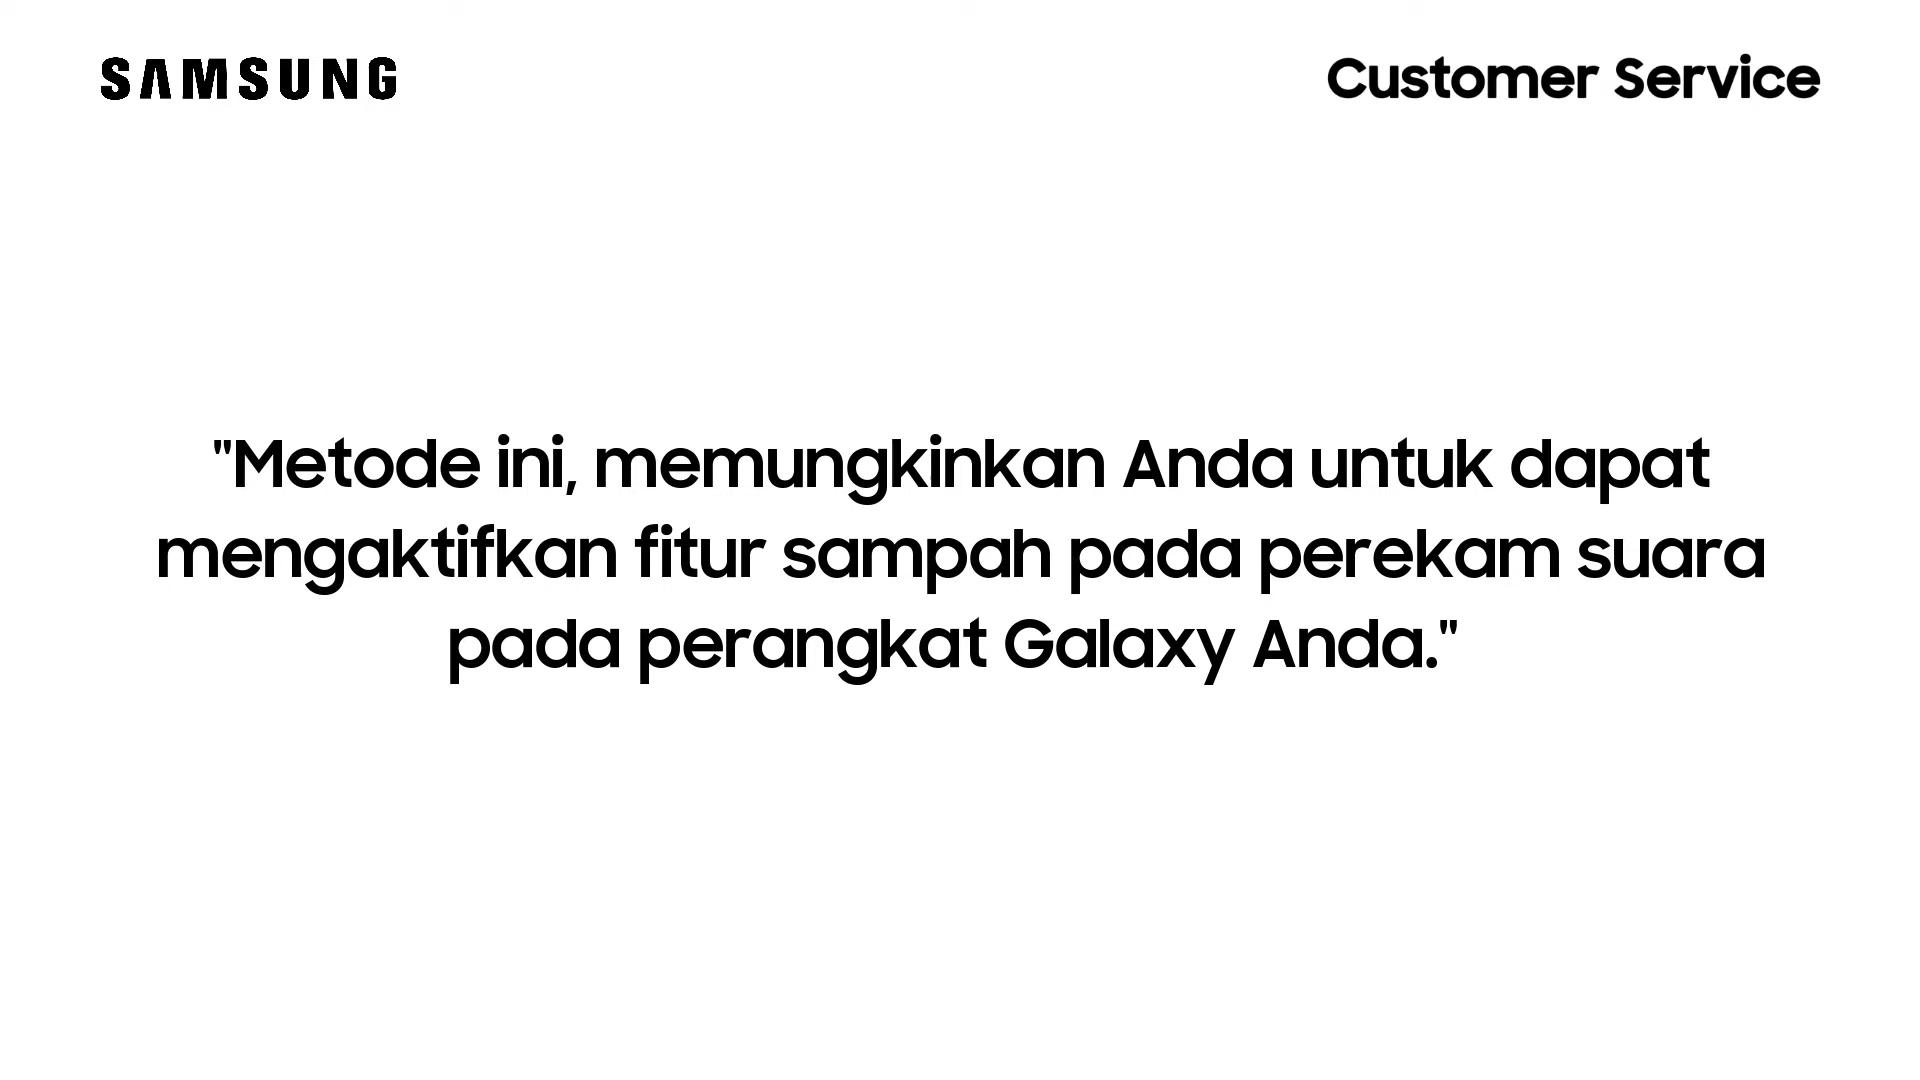 SAMSUNG
Customer Service
"Metode ini, memungkinkan Anda untuk dapat
mengaktifkan fitur sampah pada perekam suara
pada perangkat Galaxy Anda."